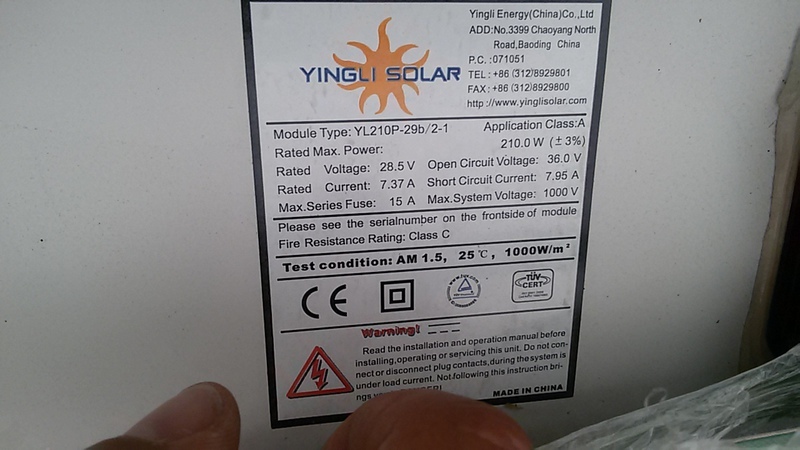 Yingli Energy(China)Co.,Ltd
ADD:No.3399 Chaoyang North
Road,Baoding China
P.C.:071051
TEL:+86 (312)8929801
FAX:+86 (312)8929800
http://www.yinglisolar.com
YINGLI SOLAR
Module Type: YL210P-29b/2-1 Application Class:A
Rated Max. Power: 210.0 W (±3%)
Rated Voltage: 28.5 V Open Circuit Voltage: 36.0 V
Rated Current: 7.37 A Short Circuit Current: 7.95 A
Max.Series Fuse: 15 A Max.System Voltage: 1000 V
Please see the serialnumber on the frontside of module
Fire Resistance Rating: Class C
Test condition: AM 1.5, 25℃, 1000W/m²
CE
TÜV
CERT
Warning!
Read the installation and operation manual before
installing,operating or servicing this unit. Do not con-
nect or disconnect plug contacts,during the system is
under load current. Not following this instruction bri-
ngs
MADE IN CHINA